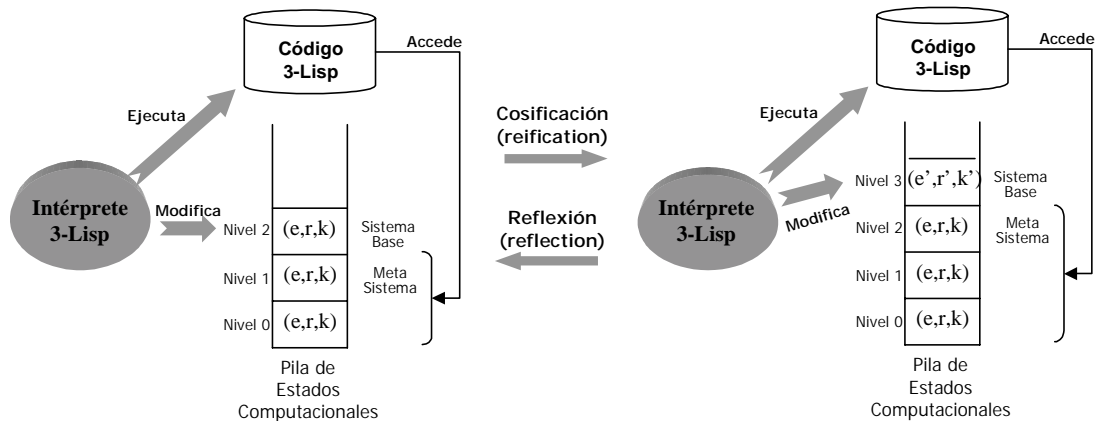 Código
3-Lisp
Accede
Ejecuta
Intérprete
3-Lisp
Modifica
Nivel 2
(e,r,k)
Sistema
Base
Nivel 1
(e,r,k)
Meta
Sistema
Nivel 0
(e,r,k)
Pila de
Estados
Computacionales
Cosificación
(reification)
Reflexión
(reflection)
Código
3-Lisp
Accede
Ejecuta
Intérprete
3-Lisp
Modifica
Nivel 3
(e’,r’,k’)
Sistema
Base
Nivel 2
(e,r,k)
Meta
Sistema
Nivel 1
(e,r,k)
Nivel 0
(e,r,k)
Pila de
Estados
Computacionales